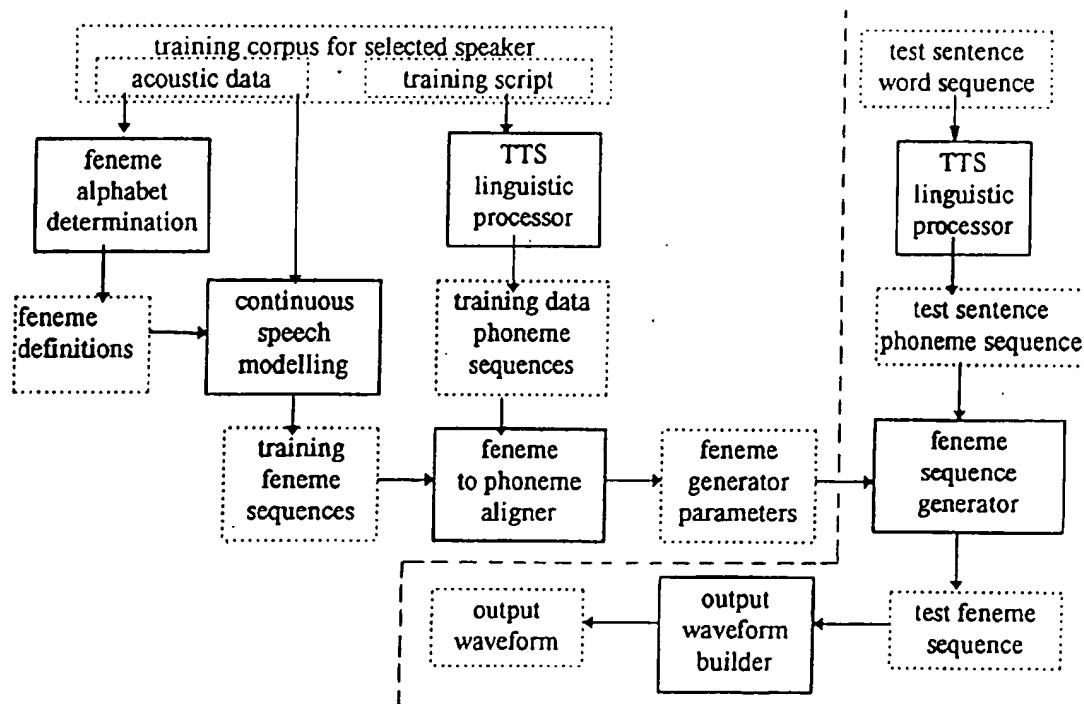 training corpus for selected speaker
acoustic data
training script
feneme
alphabet
determination
TTS
linguistic
processor
feneme
definitions
continuous
speech
modelling
training data
phoneme
sequences
training
feneme
sequences
feneme
to phoneme
aligner
feneme
generator
parameters
test sentence
word sequence
TTS
linguistic
processor
test sentence
phoneme sequence
feneme
sequence
generator
test feneme
sequence
output
waveform
builder
output
waveform